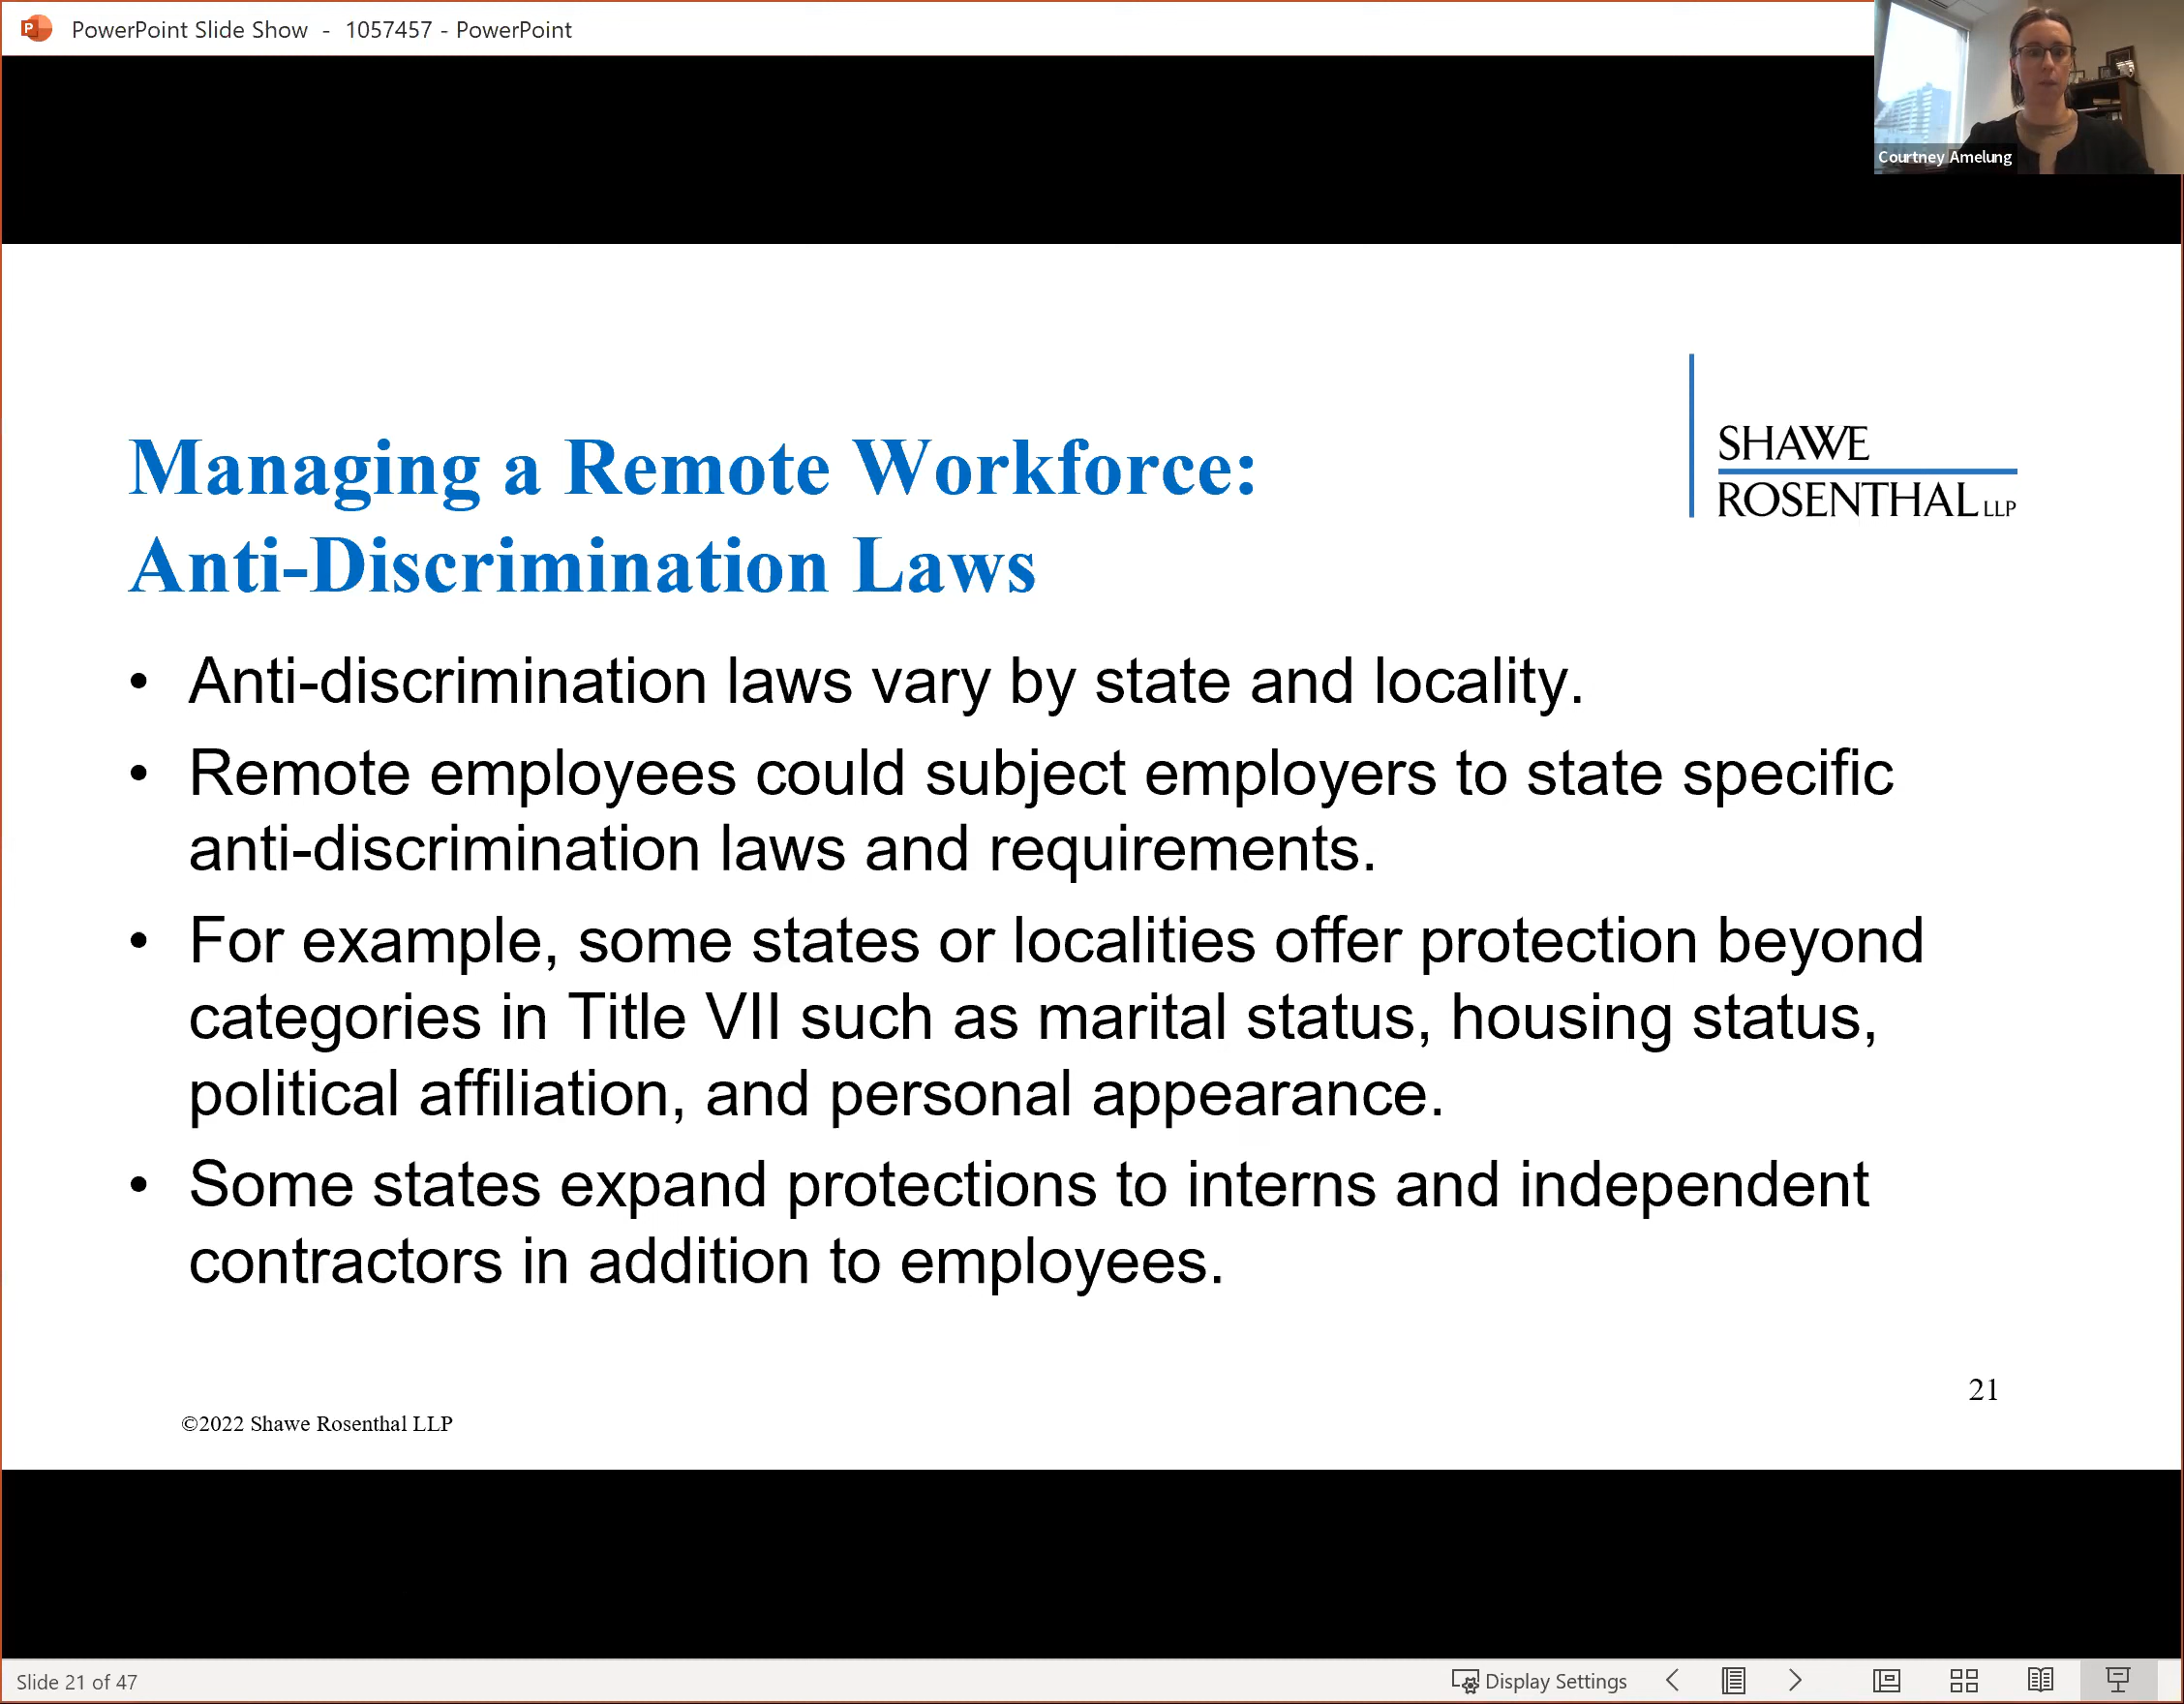 PowerPoint Slide Show - 1057457 - PowerPoint
Courtney Amelung
SHAWE
ROSENTHAL LLP
Managing a Remote Workforce:
Anti-Discrimination Laws
• Anti-discrimination laws vary by state and locality.
• Remote employees could subject employers to state specific
anti-discrimination laws and requirements.
• For example, some states or localities offer protection beyond
categories in Title VII such as marital status, housing status,
political affiliation, and personal appearance.
• Some states expand protections to interns and independent
contractors in addition to employees.
21
©2022 Shawe Rosenthal LLP
Slide 21 of 47
Display Settings